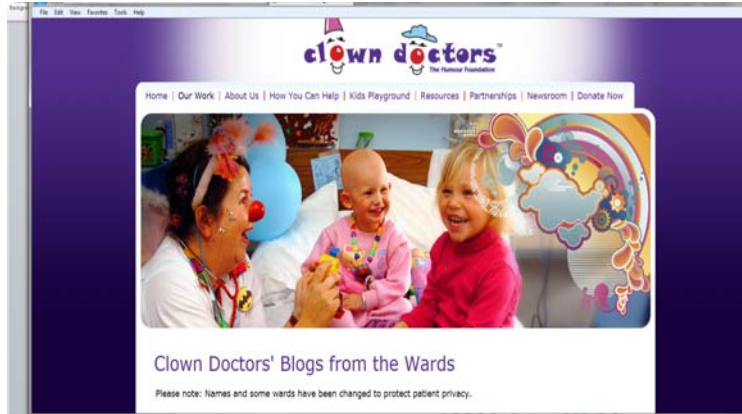 File Edit View Favorites Tools Help
clown doctors™
The Humour Foundation
Home | Our Work | About Us | How You Can Help | Kids Playground | Resources | Partnerships | Newsroom | Donate Now
Clown Doctors' Blogs from the Wards
Please note: Names and some wards have been changed to protect patient privacy.